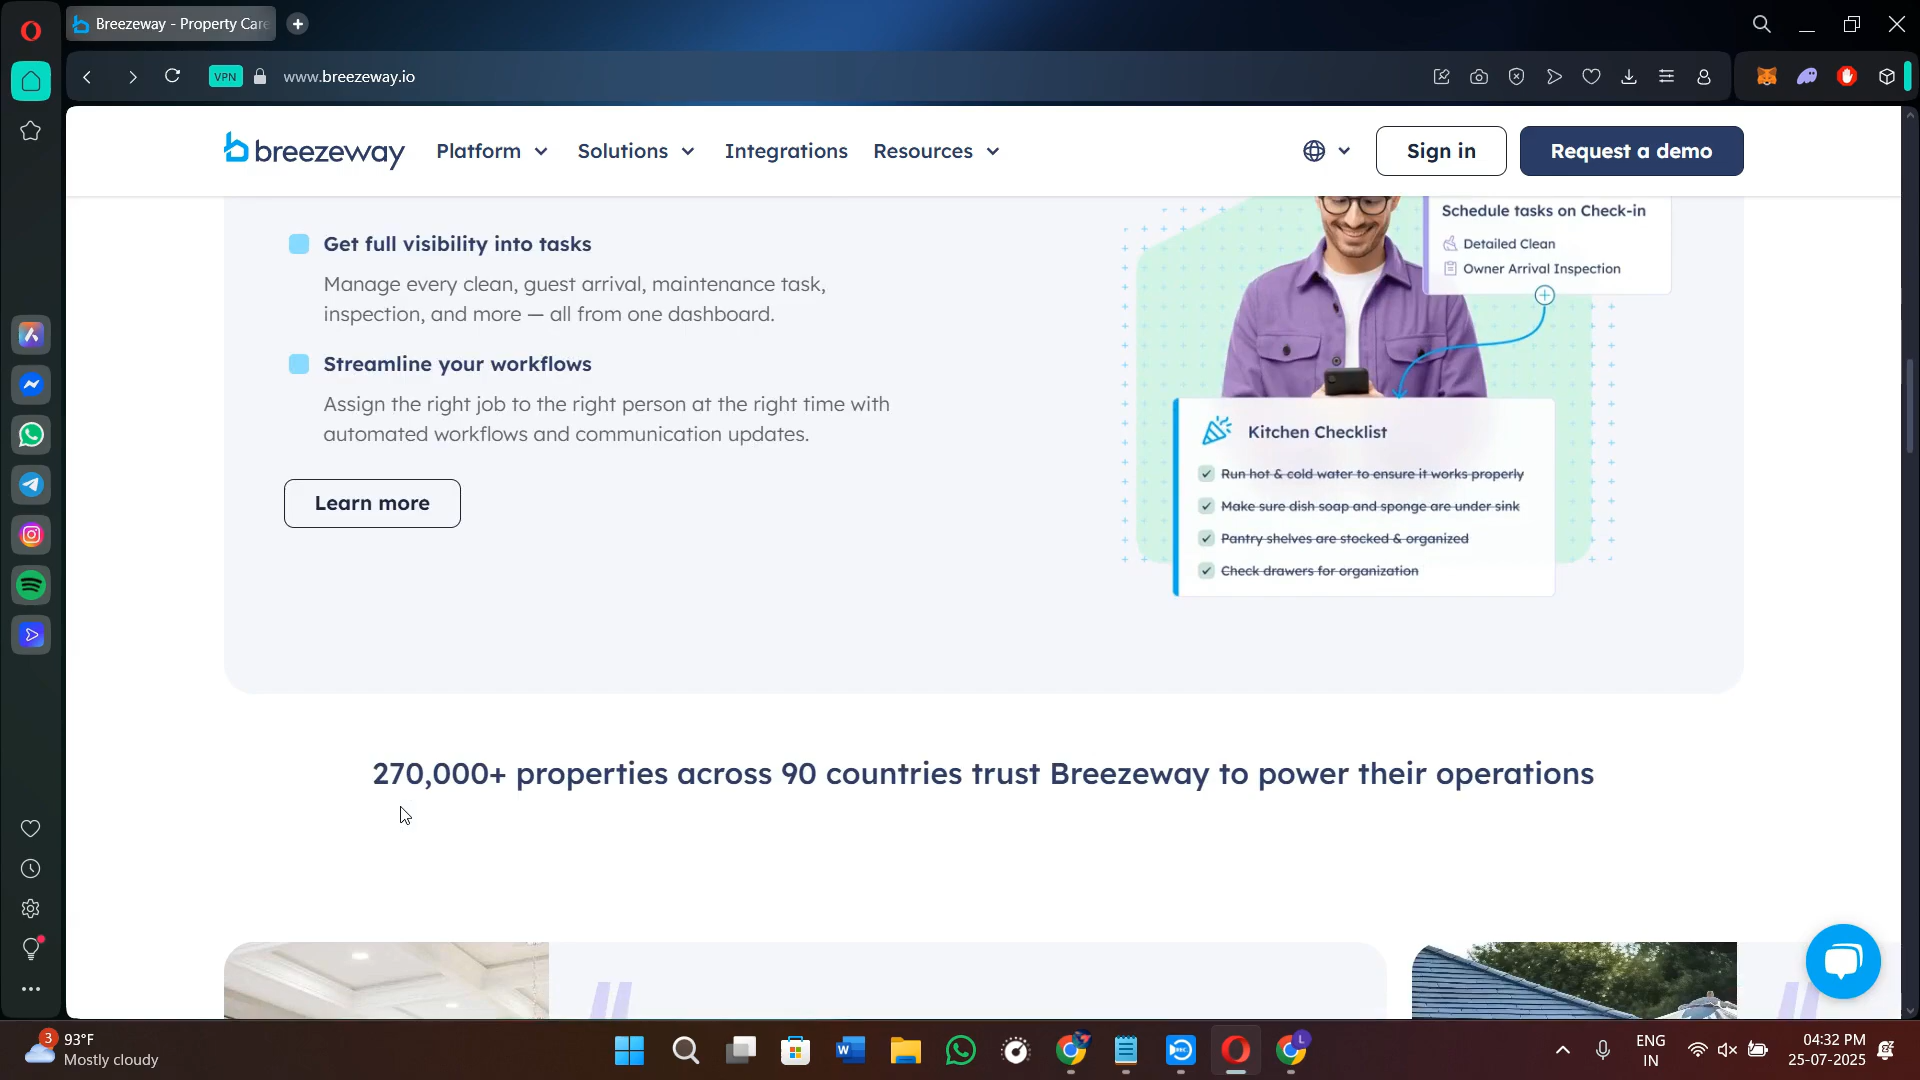 Breezeway - Property Care
VPN
www.breezeway.io
breezeway
Platform
Solutions
Integrations
Resources
Sign in
Request a demo
Get full visibility into tasks
Manage every clean, guest arrival, maintenance task,
inspection, and more — all from one dashboard.
Streamline your workflows
Assign the right job to the right person at the right time with
automated workflows and communication updates.
Learn more
Schedule tasks on Check-in
Detailed Clean
Owner Arrival Inspection
Kitchen Checklist
Run hot & cold water to ensure it works properly
Make sure dish soap and sponge are under sink
Pantry shelves are stocked & organized
Check drawers for organization
270,000+ properties across 90 countries trust Breezeway to power their operations
3
93°F
Mostly cloudy
W
REC
L
ENG
IN
04:32 PM
25-07-2025